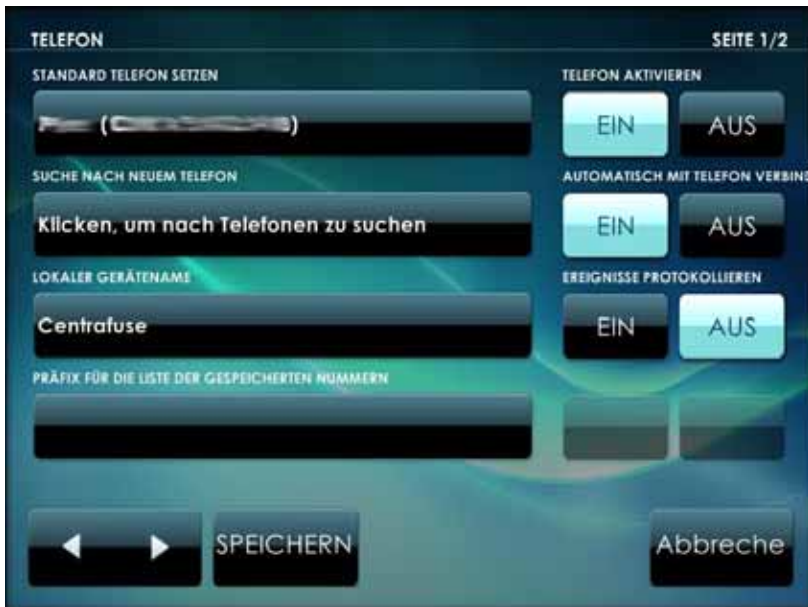 TELEFON
SEITE 1/2
STANDARD TELEFON SETZEN
TELEFON AKTIVIEREN
EIN
AUS
SUCHE NACH NEUEM TELEFON
AUTOMATISCH MIT TELEFON VERBIND
Klicken, um nach Telefonen zu suchen
EIN
AUS
LOKALER GERÄTENAME
EREIGNISSE PROTOKOLLIEREN
Centrafuse
EIN
AUS
PRÄFIX FÜR DIE LISTE DER GESPEICHERTEN NUMMERN
SPEICHERN
Abbreche